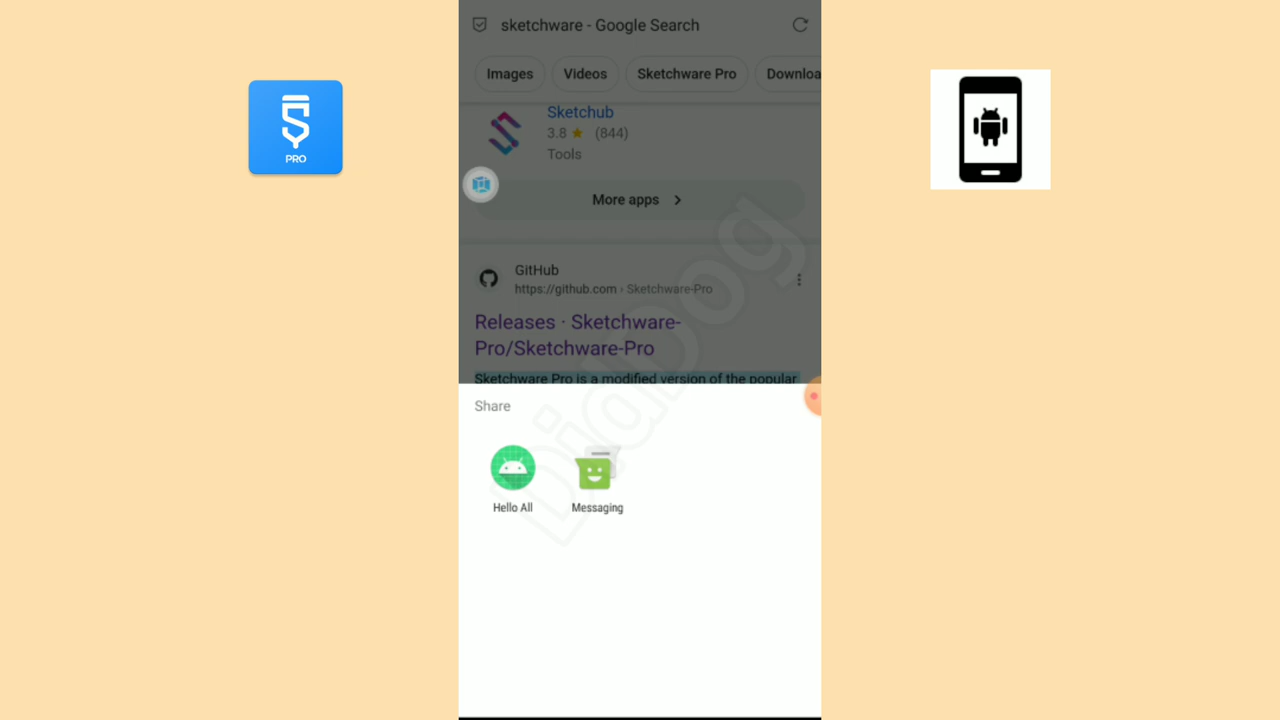 sketchware - Google Search
Images
Videos
Sketchware Pro
Downloa
Sketchub
3.8 ★ (844)
Tools
More apps
GitHub
https://github.com › Sketchware-Pro
Releases · Sketchware-
Pro/Sketchware-Pro
Sketchware Pro is a modified version of the popular
Share
Hello All
Messaging
PRO
Djdbog